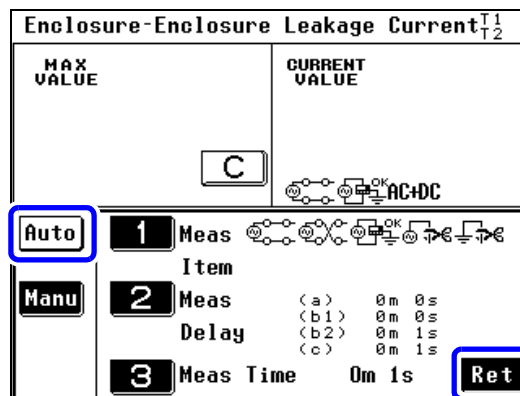 Enclosure-Enclosure Leakage Current T1 T2
MAX VALUE
CURRENT VALUE
C
OK AC+DC
Auto
1 Meas Item OK
Manu
2 Meas Delay
(a) 0m 0s
(b1) 0m 0s
(b2) 0m 1s
(c) 0m 1s
3 Meas Time 0m 1s
Ret